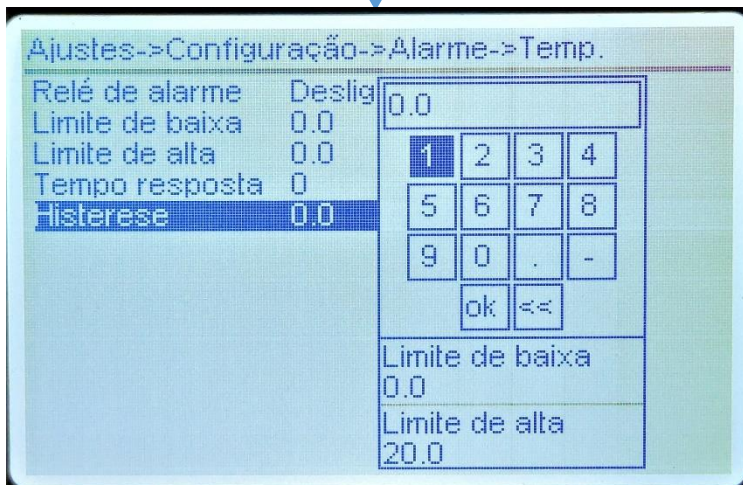 Ajustes->Configuração->Alarme->Temp.
Relé de alarme Deslig
Limite de baixa 0.0
Limite de alta 0.0
Tempo resposta 0
Histerese 0.0
0.0
1 2 3 4
5 6 7 8
9 0 . -
ok <<
Limite de baixa
0.0
Limite de alta
20.0